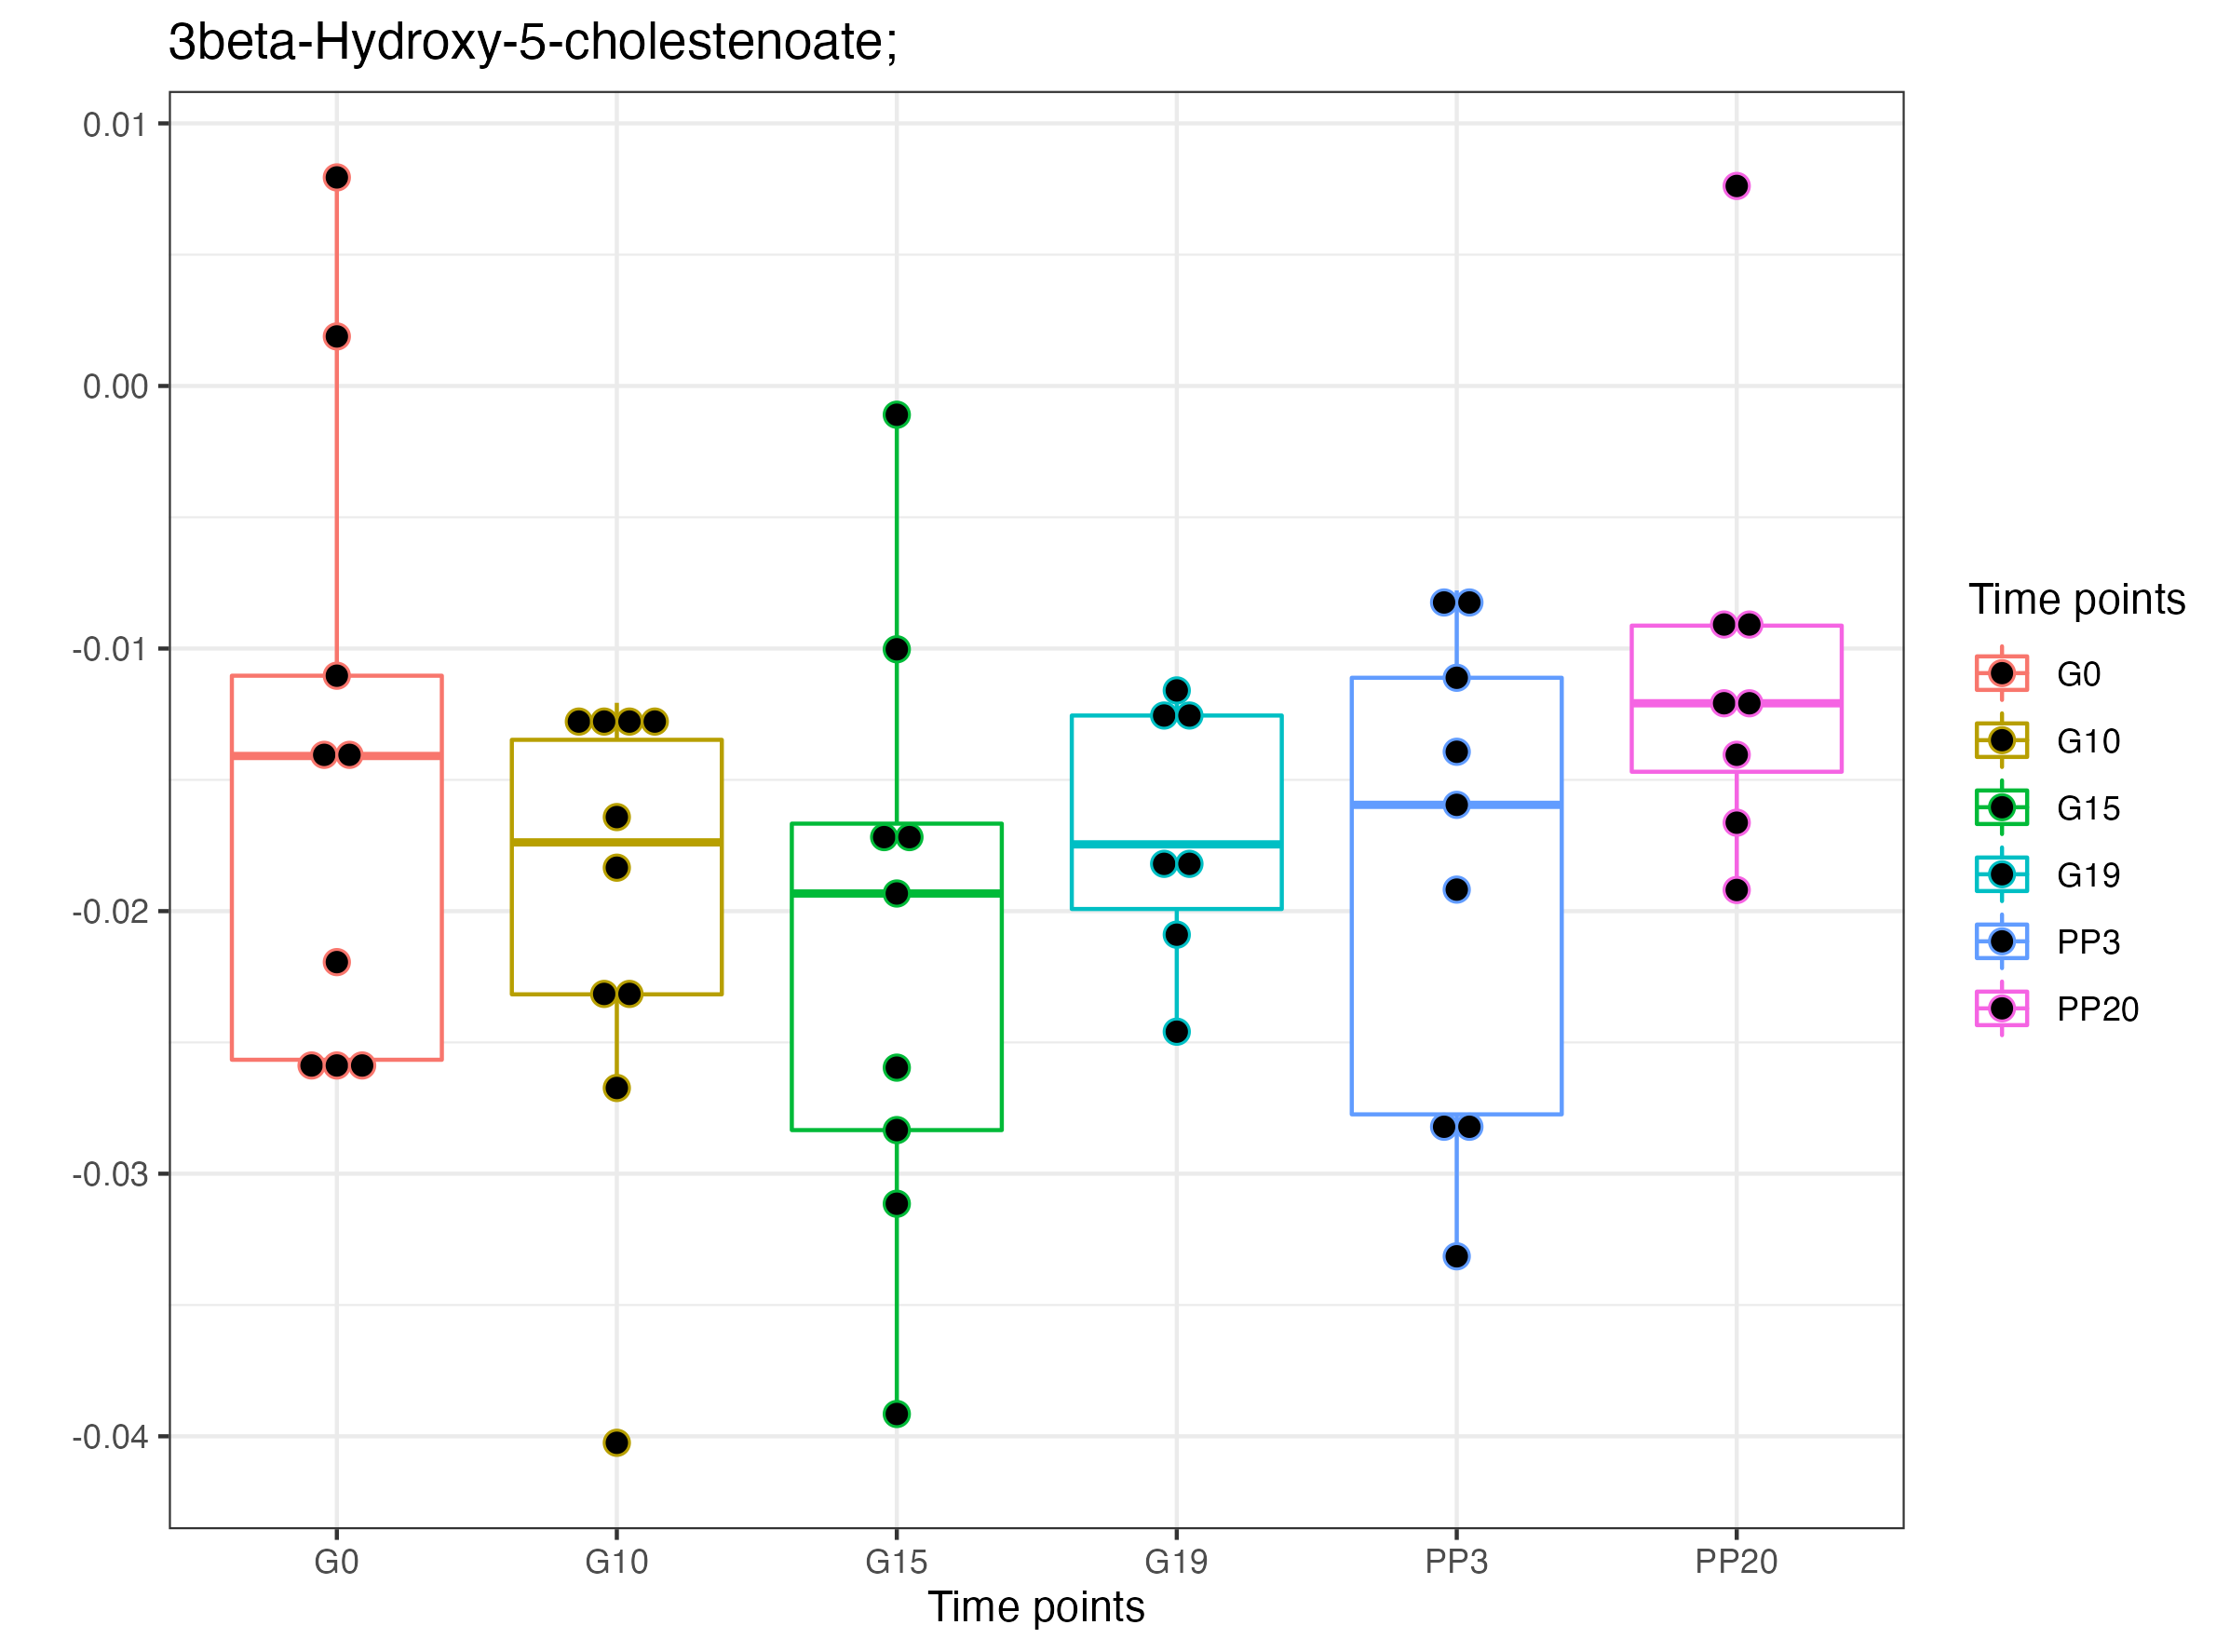 3beta-Hydroxy-5-cholestenoate;
0.01
0.00
-0.01
-0.02
-0.03
-0.04
G0 G10 G15 G19 PP3 PP20
Time points
Time points
G0
G10
G15
G19
PP3
PP20